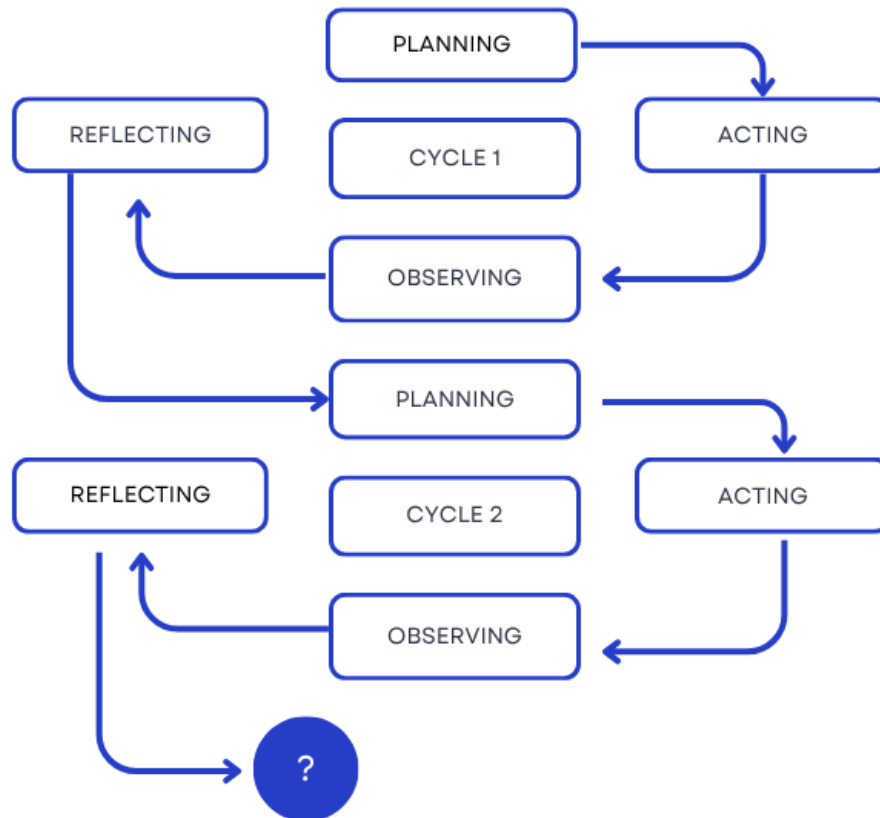 PLANNING
REFLECTING
CYCLE 1
ACTING
OBSERVING
PLANNING
REFLECTING
CYCLE 2
ACTING
OBSERVING
?